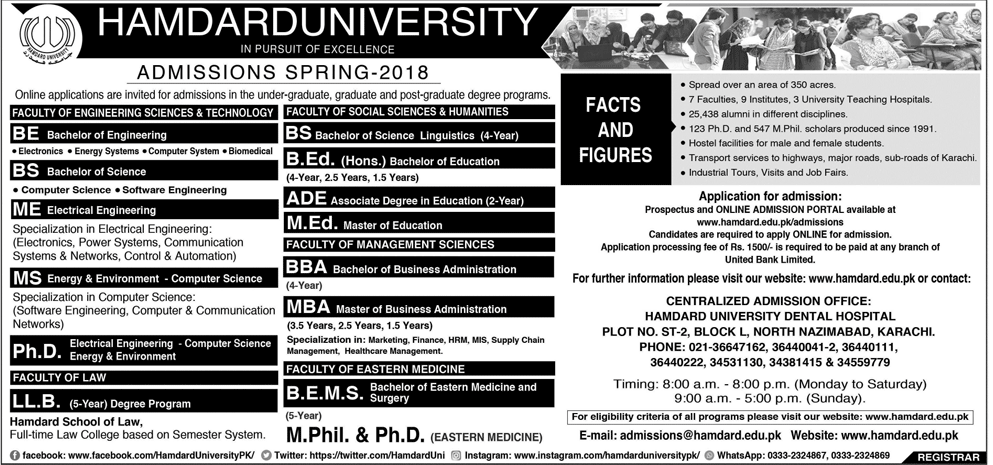 HAMDARD UNIVERSITY
HAMDARDUNIVERSITY
IN PURSUIT OF EXCELLENCE
ADMISSIONS SPRING-2018
Online applications are invited for admissions in the under-graduate, graduate and post-graduate degree programs.
FACULTY OF ENGINEERING SCIENCES & TECHNOLOGY
BE Bachelor of Engineering
• Electronics • Energy Systems • Computer System • Biomedical
BS Bachelor of Science
• Computer Science • Software Engineering
ME Electrical Engineering
Specialization in Electrical Engineering:
(Electronics, Power Systems, Communication
Systems & Networks, Control & Automation)
MS Energy & Environment - Computer Science
Specialization in Computer Science:
(Software Engineering, Computer & Communication
Networks)
Ph.D. Electrical Engineering - Computer Science
Energy & Environment
FACULTY OF LAW
LL.B. (5-Year) Degree Program
Hamdard School of Law,
Full-time Law College based on Semester System.
FACULTY OF SOCIAL SCIENCES & HUMANITIES
BS Bachelor of Science Linguistics (4-Year)
B.Ed. (Hons.) Bachelor of Education
(4-Year, 2.5 Years, 1.5 Years)
ADE Associate Degree in Education (2-Year)
M.Ed. Master of Education
FACULTY OF MANAGEMENT SCIENCES
BBA Bachelor of Business Administration
(4-Year)
MBA Master of Business Administration
(3.5 Years, 2.5 Years, 1.5 Years)
Specialization in: Marketing, Finance, HRM, MIS, Supply Chain
Management, Healthcare Management.
FACULTY OF EASTERN MEDICINE
B.E.M.S. Bachelor of Eastern Medicine and
Surgery
(5-Year)
M.Phil. & Ph.D. (EASTERN MEDICINE)
FACTS
AND
FIGURES
• Spread over an area of 350 acres.
• 7 Faculties, 9 Institutes, 3 University Teaching Hospitals.
• 25,438 alumni in different disciplines.
• 123 Ph.D. and 547 M.Phil. scholars produced since 1991.
• Hostel facilities for male and female students.
• Transport services to highways, major roads, sub-roads of Karachi.
• Industrial Tours, Visits and Job Fairs.
Application for admission:
Prospectus and ONLINE ADMISSION PORTAL available at
www.hamdard.edu.pk/admissions
Candidates are required to apply ONLINE for admission.
Application processing fee of Rs. 1500/- is required to be paid at any branch of
United Bank Limited.
For further information please visit our website: www.hamdard.edu.pk or contact:
CENTRALIZED ADMISSION OFFICE:
HAMDARD UNIVERSITY DENTAL HOSPITAL
PLOT NO. ST-2, BLOCK L, NORTH NAZIMABAD, KARACHI.
PHONE: 021-36647162, 36440041-2, 36440111,
36440222, 34531130, 34381415 & 34559779
Timing: 8:00 a.m. - 8:00 p.m. (Monday to Saturday)
9:00 a.m. - 5:00 p.m. (Sunday).
For eligibility criteria of all programs please visit our website: www.hamdard.edu.pk
E-mail: admissions@hamdard.edu.pk Website: www.hamdard.edu.pk
facebook: www.facebook.com/HamdardUniversityPK/ Twitter: https://twitter.com/HamdardUni Instagram: www.instagram.com/hamdarduniversitypk/ WhatsApp: 0333-2324867, 0333-2324869 REGISTRAR